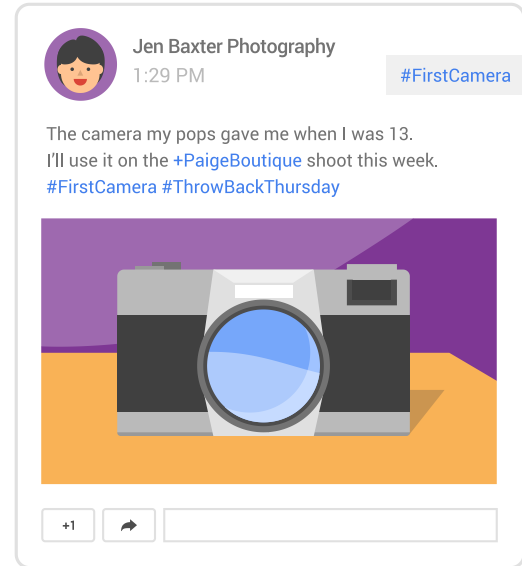 Jen Baxter Photography
1:29 PM
#FirstCamera
The camera my pops gave me when I was 13.
I'll use it on the +PaigeBoutique shoot this week.
#FirstCamera #ThrowBackThursday
+1